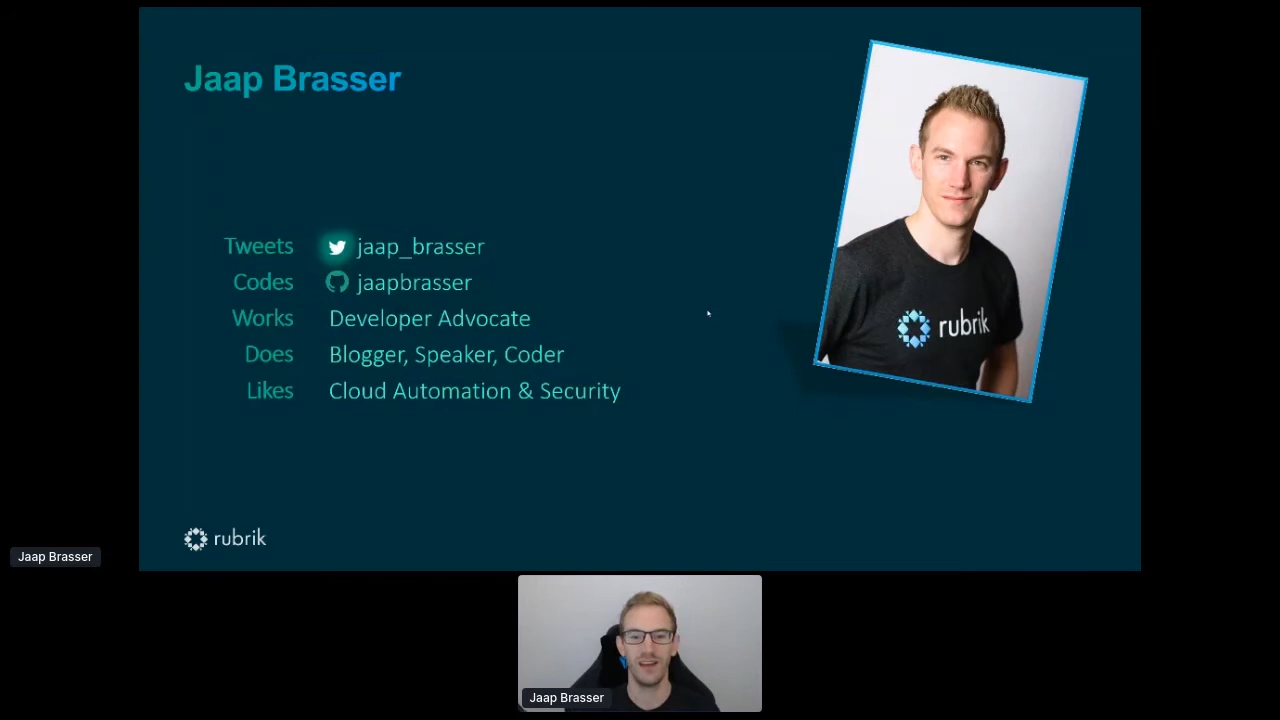 Jaap Brasser
Tweets jaap_brasser
Codes jaapbrasser
Works Developer Advocate
Does Blogger, Speaker, Coder
Likes Cloud Automation & Security
rubrik
rubrik
Jaap Brasser
Jaap Brasser